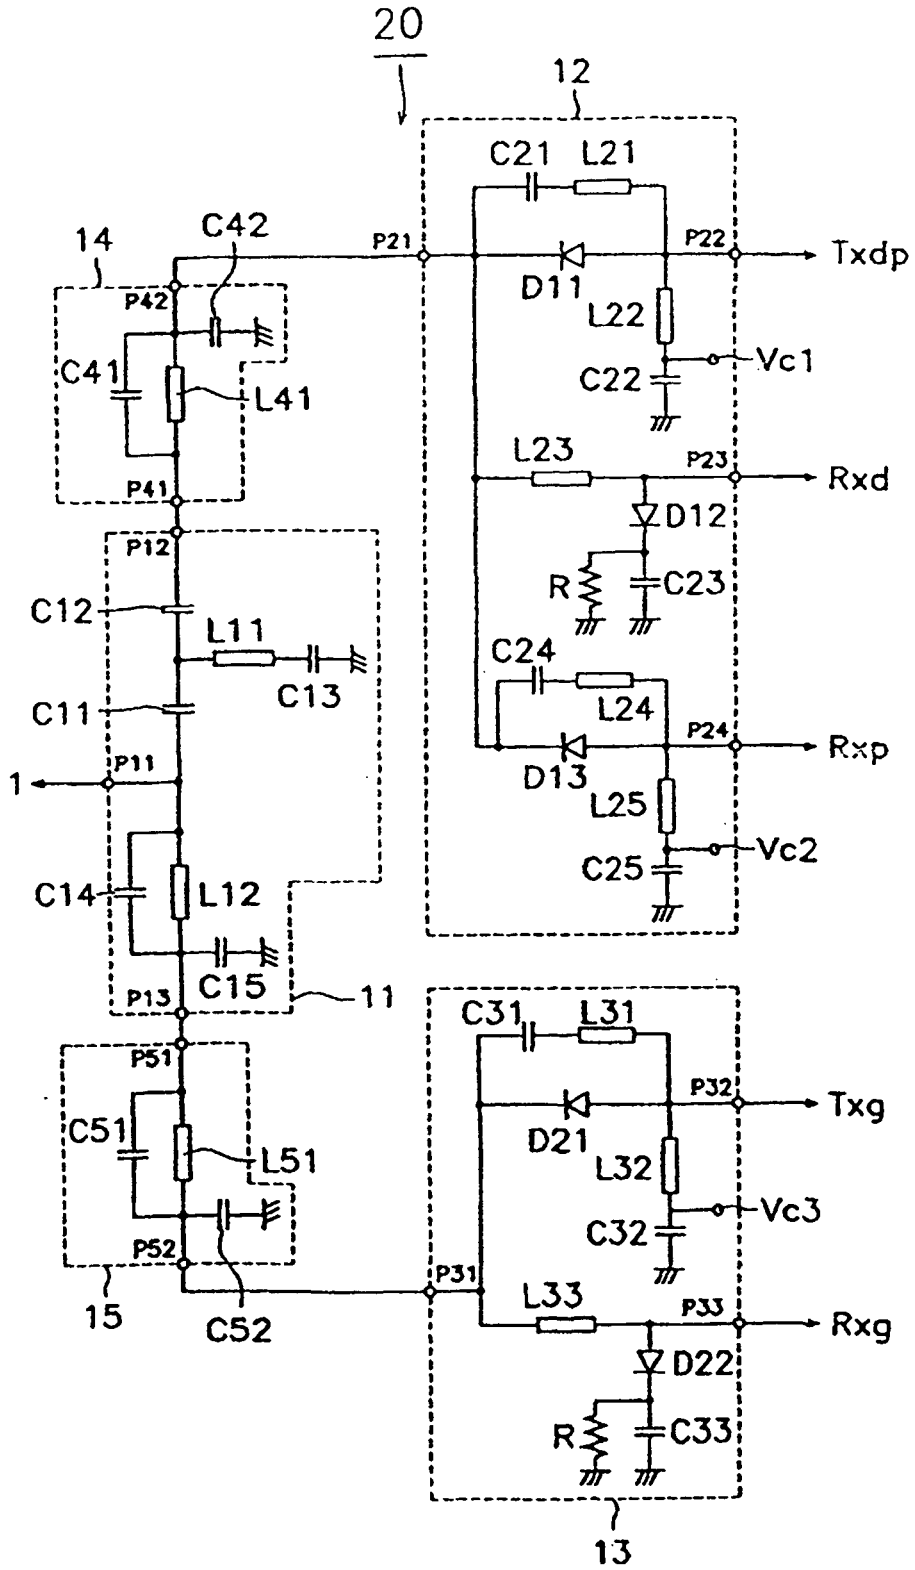 20
12
C21 L21
C42
14
P21
P22
Txdp
P42
D11
L22
C41
L41
C22
Vc1
L23
P23
Rxd
P41
D12
P12
R
C23
C12
L11
C24
C13
L24
C11
P24
Rxp
P11
D13
1
L25
Vc2
C25
C14
L12
C15
P13
11
C31 L31
P51
P32
Txg
C51
D21
L51
L32
Vc3
C32
P52
P31
L33
P33
15
C52
Rxg
D22
R
C33
13